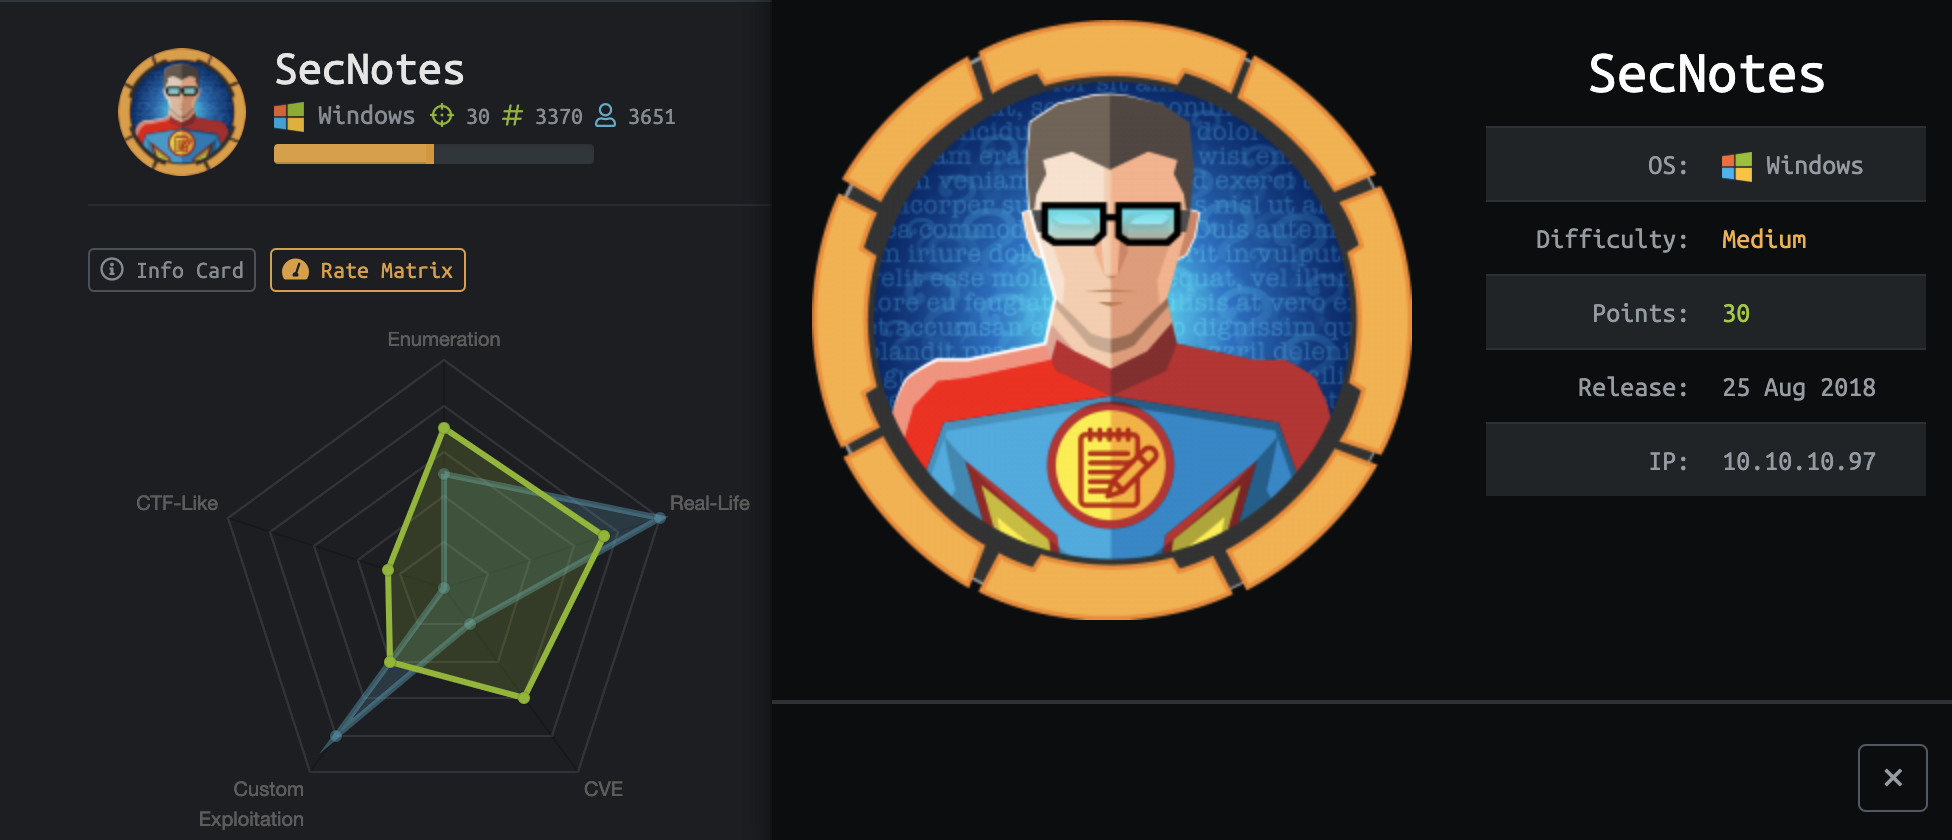 SecNotes
Windows 30 # 3370 3651
Info Card Rate Matrix
Enumeration
CTF-Like
Real-Life
Custom
Exploitation
CVE
SecNotes
OS: Windows
Difficulty: Medium
Points: 30
Release: 25 Aug 2018
IP: 10.10.10.97